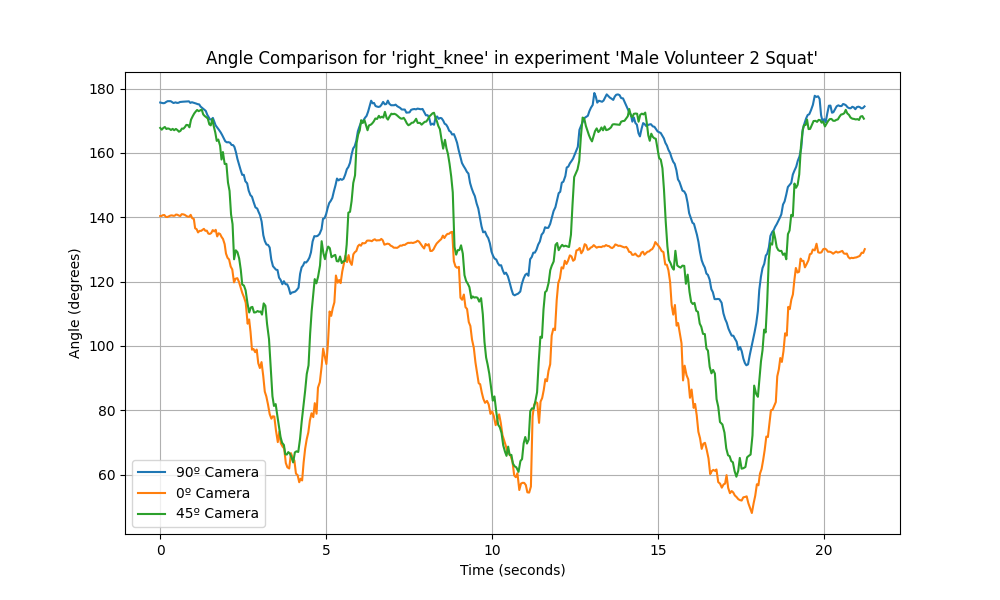 Angle Comparison for 'right_knee' in experiment 'Male Volunteer 2 Squat'
180
160
140
120
100
80
60
Angle (degrees)
90º Camera
0º Camera
45º Camera
0
5
10
15
20
Time (seconds)